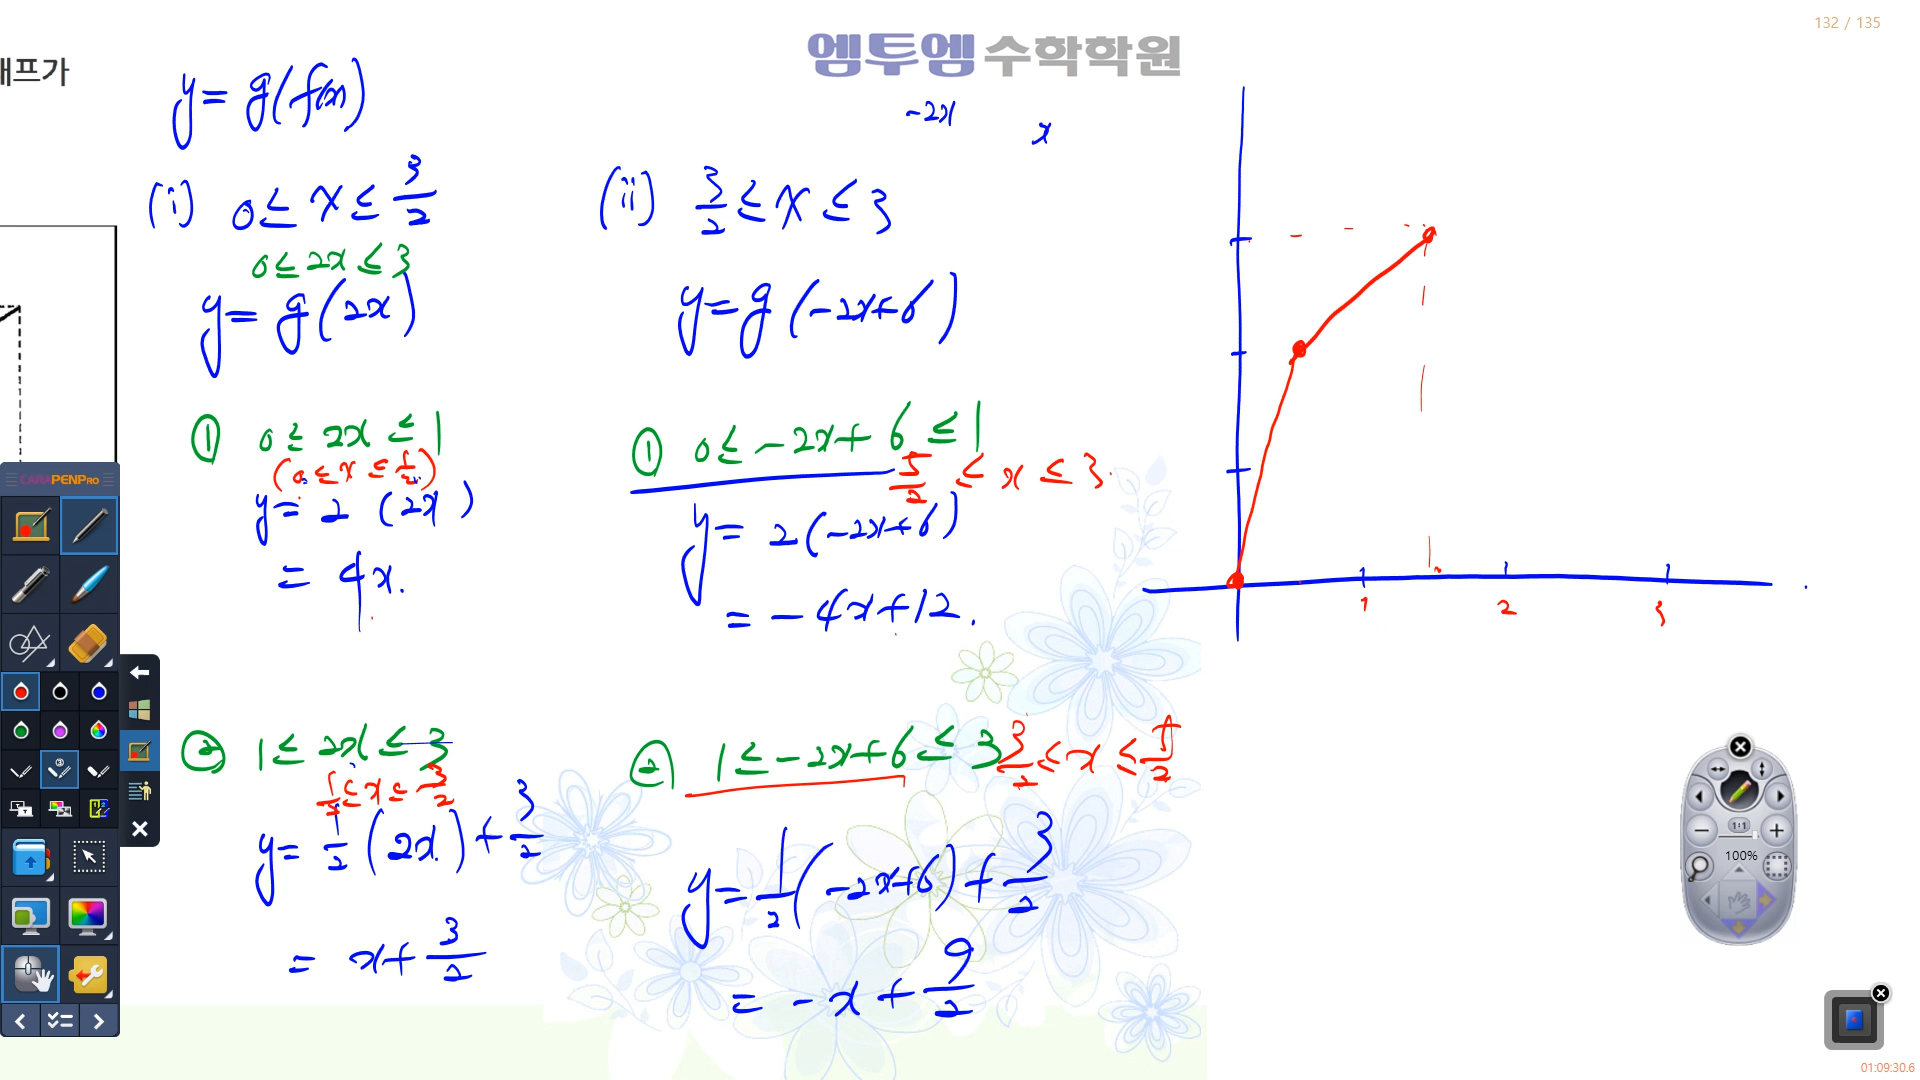 132 / 135
래프가
엠투엠 수학학원
y = g(f(x))
-2x
x
(i) 0 ≤ x ≤ 3/2
0 ≤ 2x ≤ 3
y = g(2x)
① 0 ≤ 2x ≤ 1
(0 ≤ x ≤ 1/2)
y = 2 (2x)
= 4x.
② 1 ≤ 2x ≤ 3
1/2 ≤ x ≤ 3/2
y = 1/2 (2x) + 3/2
= x + 3/2
(ii) 3/2 ≤ x ≤ 3
y = g(-2x+6)
① 0 ≤ -2x+6 ≤ 1
5/2 ≤ x ≤ 3.
y = 2(-2x+6)
= -4x+12.
② 1 ≤ -2x+6 ≤ 3
3/2 ≤ x ≤ 5/2
y = 1/2(-2x+6) + 3/2
= -x + 9/2
1 2 3
CARAPENPRO
③
1:1
100%
01:09:30.6